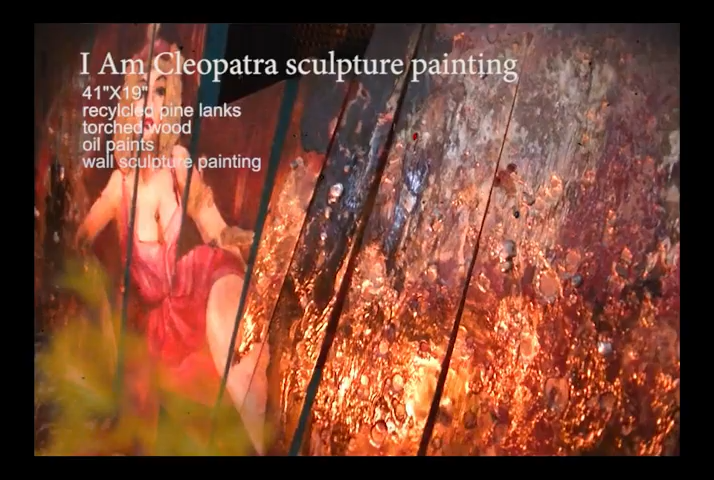 I Am Cleopatra sculpture painting
41"X19"
recylcled pine lanks
torched wood
oil paints
wall sculpture painting